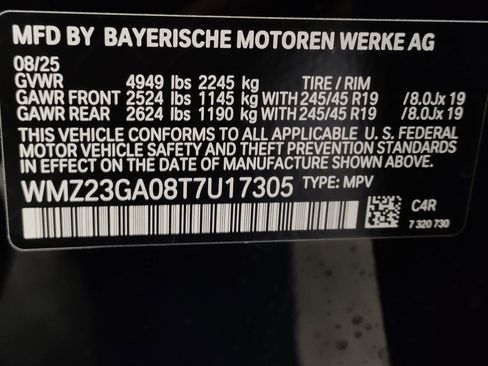 MFD BY BAYERISCHE MOTOREN WERKE AG
08/25
GVWR 4949 lbs 2245 kg TIRE / RIM
GAWR FRONT 2524 lbs 1145 kg WITH 245/45 R19 /8.0Jx 19
GAWR REAR 2624 lbs 1190 kg WITH 245/45 R19 /8.0Jx 19
THIS VEHICLE CONFORMS TO ALL APPLICABLE U. S. FEDERAL
MOTOR VEHICLE SAFETY AND THEFT PREVENTION STANDARDS
IN EFFECT ON THE DATE OF MANUFACTURE SHOWN ABOVE.
WMZ23GA08T7U17305 TYPE: MPV
C4R
7 320 730